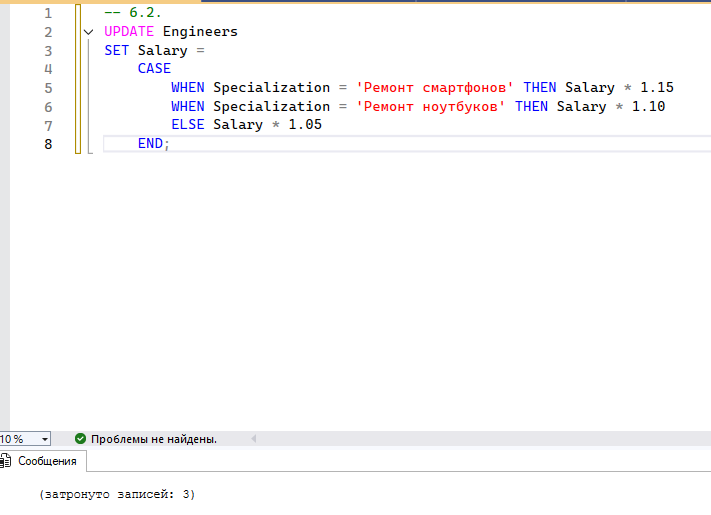 1 -- 6.2.
2 UPDATE Engineers
3 SET Salary =
4 CASE
5 WHEN Specialization = 'Ремонт смартфонов' THEN Salary * 1.15
6 WHEN Specialization = 'Ремонт ноутбуков' THEN Salary * 1.10
7 ELSE Salary * 1.05
8 END;
10 % Проблемы не найдены.
Сообщения
(затронуто записей: 3)